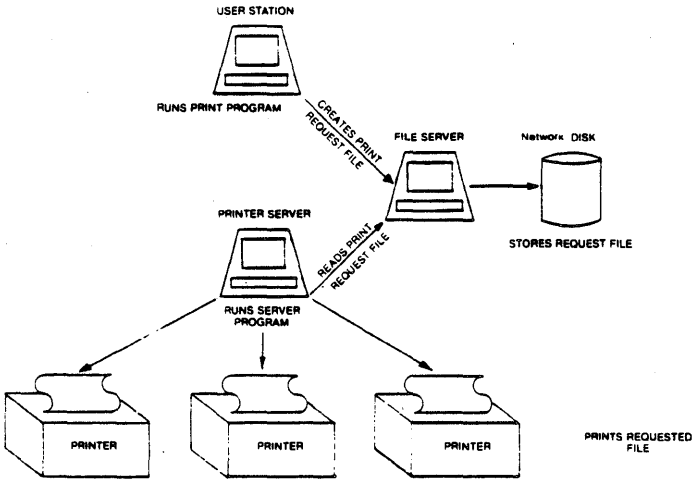 USER STATION
RUNS PRINT PROGRAM
CREATES PRINT
REQUEST FILE
FILE SERVER
Network DISK
STORES REQUEST FILE
PRINTER SERVER
READS PRINT
REQUEST FILE
RUNS SERVER
PROGRAM
PRINTER
PRINTER
PRINTER
PRINTS REQUESTED
FILE